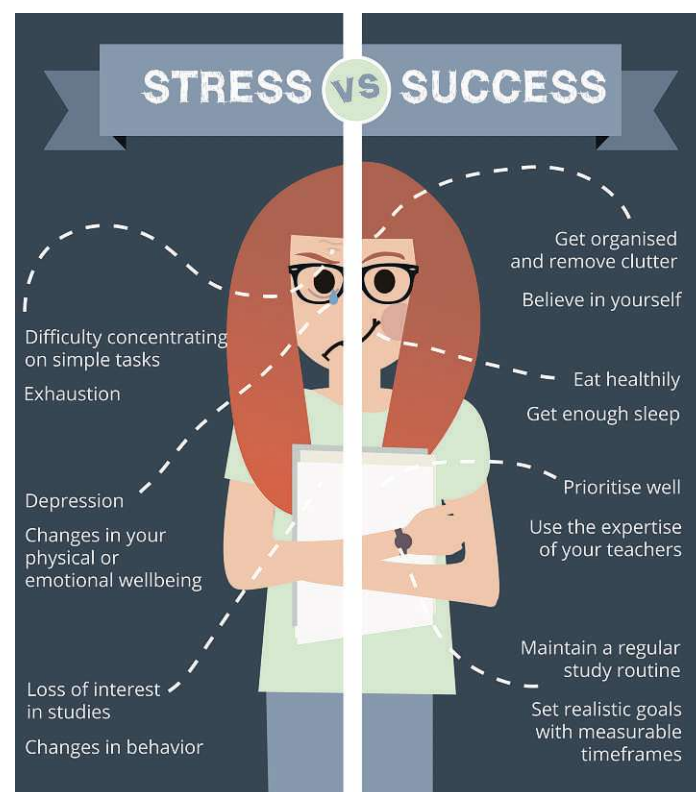 STRESS VS SUCCESS
Difficulty concentrating
on simple tasks
Exhaustion
Depression
Changes in your
physical or
emotional wellbeing
Loss of interest
in studies
Changes in behavior
Get organised
and remove clutter
Believe in yourself
Eat healthily
Get enough sleep
Prioritise well
Use the expertise
of your teachers
Maintain a regular
study routine
Set realistic goals
with measurable
timeframes